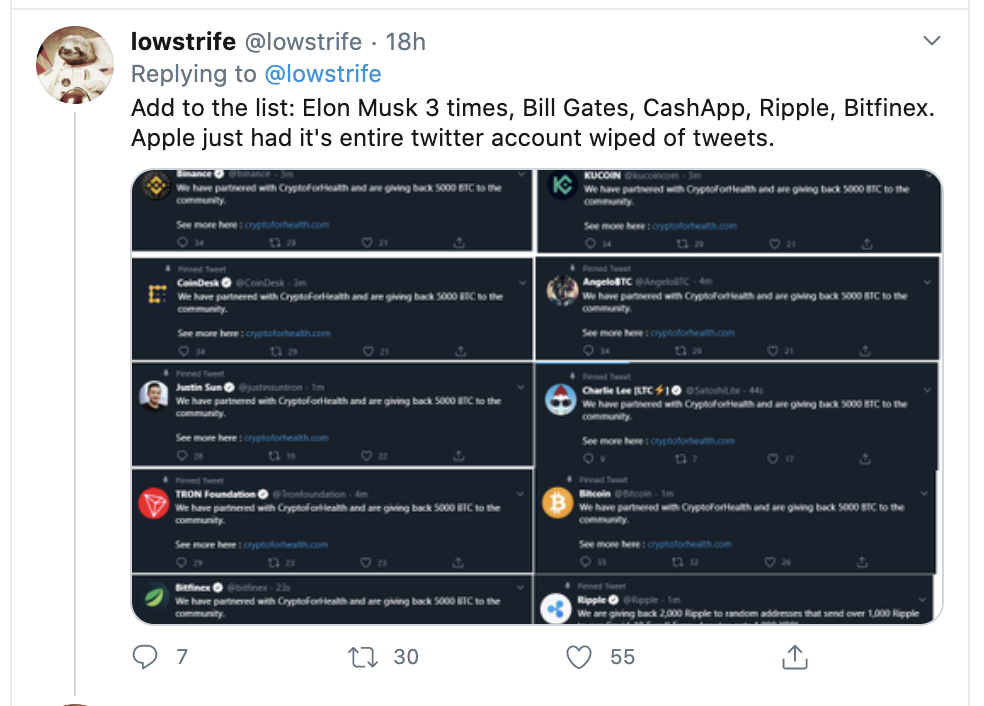 lowstrife @lowstrife · 18h
Replying to @lowstrife
Add to the list: Elon Musk 3 times, Bill Gates, CashApp, Ripple, Bitfinex.
Apple just had it's entire twitter account wiped of tweets.
Binance @binance · 3m
We have partnered with CryptoForHealth and are giving back 5000 BTC to the
community.
See more here : cryptoforhealth.com
34 29 21
KUCOIN @kucoincom · 3m
We have partnered with CryptoForHealth and are giving back 5000 BTC to the
community.
See more here : cryptoforhealth.com
34 29 21
Pinned Tweet
CoinDesk @CoinDesk · 3m
We have partnered with CryptoForHealth and are giving back 5000 BTC to the
community.
See more here : cryptoforhealth.com
34 29 21
Pinned Tweet
AngeloBTC @AngeloBTC · 4m
We have partnered with CryptoForHealth and are giving back 5000 BTC to the
community.
See more here : cryptoforhealth.com
34 29 21
Pinned Tweet
Justin Sun @justinsuntron · 1m
We have partnered with CryptoForHealth and are giving back 5000 BTC to the
community.
See more here : cryptoforhealth.com
28 19 22
Pinned Tweet
Charlie Lee [LTC⚡] @SatoshiLite · 44s
We have partnered with CryptoForHealth and are giving back 5000 BTC to the
community.
See more here : cryptoforhealth.com
9 7 17
Pinned Tweet
TRON Foundation @Tronfoundation · 4m
We have partnered with CryptoForHealth and are giving back 5000 BTC to the
community.
See more here : cryptoforhealth.com
29 23 23
Pinned Tweet
Bitcoin @Bitcoin · 1m
We have partnered with CryptoForHealth and are giving back 5000 BTC to the
community.
See more here : cryptoforhealth.com
35 32 26
Bitfinex @bitfinex · 23s
We have partnered with CryptoForHealth and are giving back 5000 BTC to the
community.
Pinned Tweet
Ripple @Ripple · 1m
We are giving back 2,000 Ripple to random addresses that send over 1,000 Ripple
7 30 55